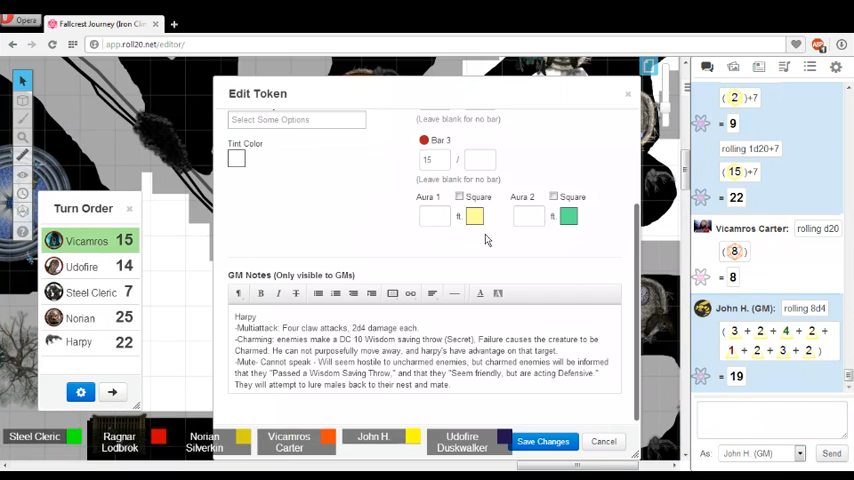 Opera
Fallcrest Journey (Iron Cli
app.roll20.net/editor/
Edit Token
Select Some Options
(Leave blank for no bar)
Tint Color
Bar 3
15 /
(Leave blank for no bar)
Aura 1 Square Aura 2 Square
ft. ft.
GM Notes (Only visible to GMs)
Harpy
-Multiattack: Four claw attacks, 2d4 damage each.
-Charming: enemies make a DC 10 Wisdom saving throw (Secret), Failure causes the creature to be
Charmed. He can not purposefully move away, and harpy's have advantage on that target.
-Mute- Cannot speak - Will seem hostile to uncharmed enemies, but charmed enemies will be informed
that they "Passed a Wisdom Saving Throw," and that they "Seem friendly, but are acting Defensive."
They will attempt to lure males back to their nest and mate.
Save Changes
Cancel
Turn Order
Vicamros 15
Udofire 14
Steel Cleric 7
Norian 25
Harpy 22
Steel Cleric
Ragnar
Lodbrok
Norian
Silverkin
Vicamros
Carter
John H.
Udofire
Duskwalker
(2)+7
= 9
rolling 1d20+7
(15)+7
= 22
Vicamros Carter: rolling d20
(8)
= 8
John H. (GM): rolling 8d4
(3 + 2 + 4 + 2 +
1 + 2 + 3 + 2)
= 19
As: John H. (GM)
Send